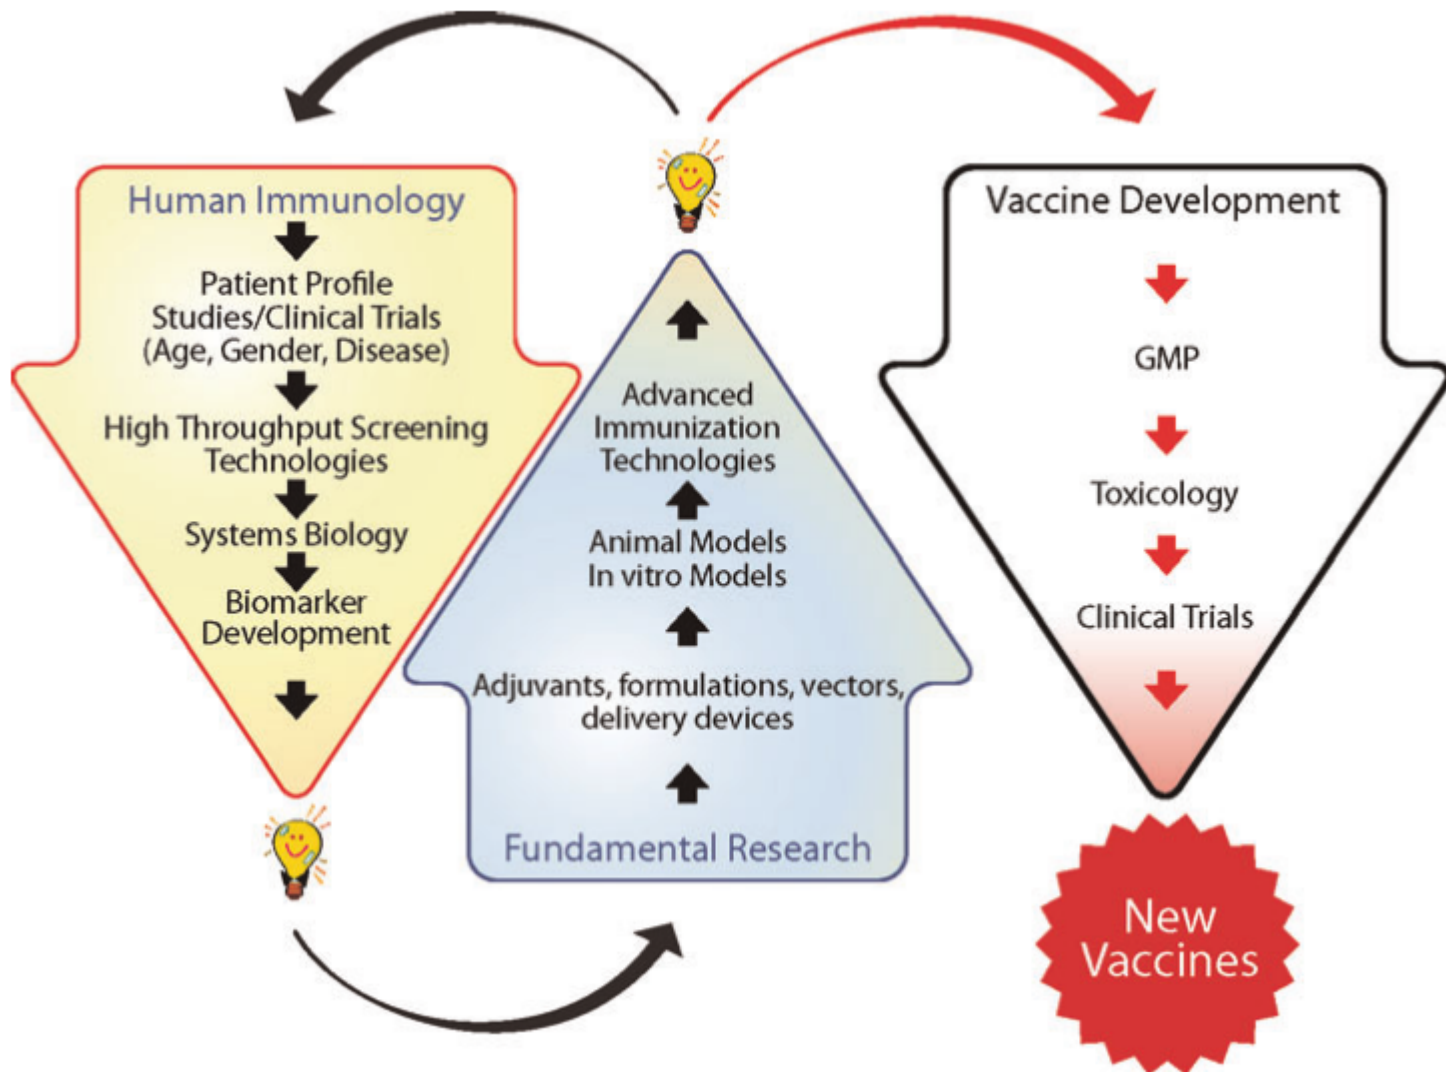 Human Immunology
Patient Profile
Studies/Clinical Trials
(Age, Gender, Disease)
High Throughput Screening
Technologies
Systems Biology
Biomarker
Development
Advanced
Immunization
Technologies
Animal Models
In vitro Models
Adjuvants, formulations, vectors,
delivery devices
Fundamental Research
Vaccine Development
GMP
Toxicology
Clinical Trials
New
Vaccines